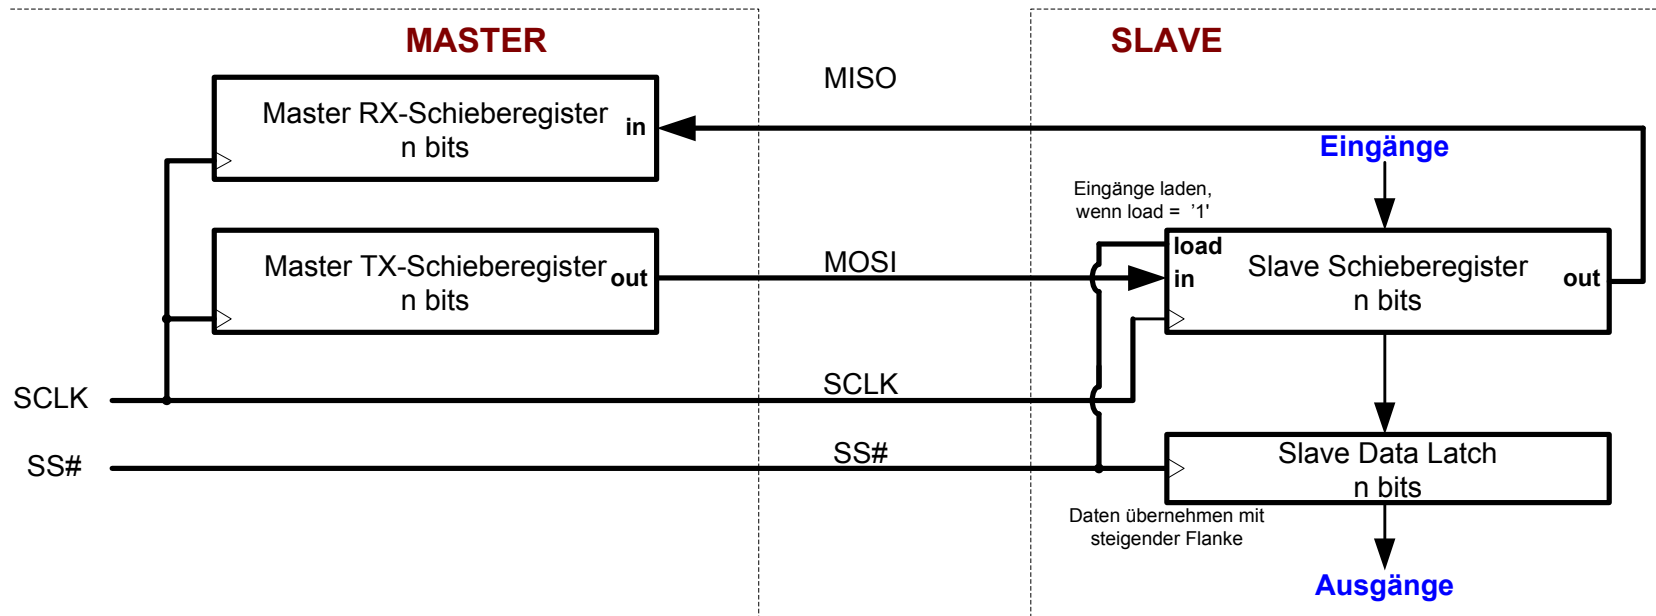 MASTER
SLAVE
MISO
Master RX-Schieberegister
n bits
in
Eingänge
Eingänge laden,
wenn load = ’1'
Master TX-Schieberegister
n bits
out
MOSI
load
in
Slave Schieberegister
n bits
out
SCLK
SCLK
SS#
SS#
Slave Data Latch
n bits
Daten übernehmen mit
steigender Flanke
Ausgänge